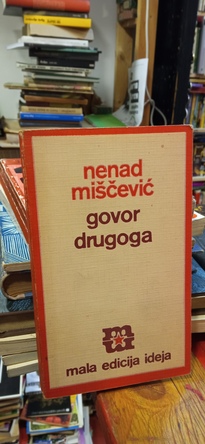 nenad
miščević
govor
drugoga
mala edicija ideja